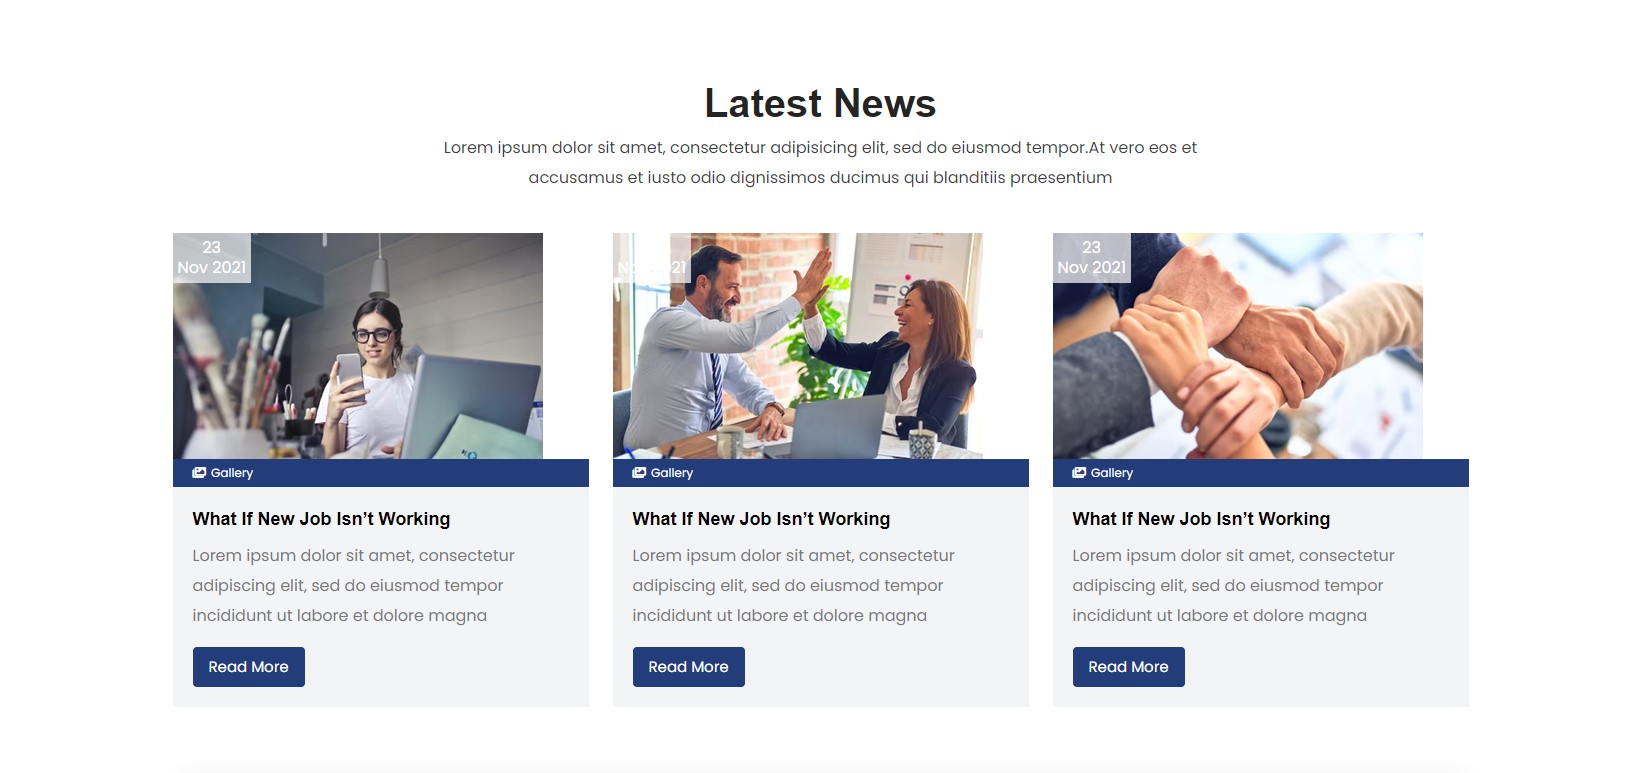 Latest News
Lorem ipsum dolor sit amet, consectetur adipisicing elit, sed do eiusmod tempor.At vero eos et
accusamus et iusto odio dignissimos ducimus qui blanditiis praesentium
23
Nov 2021
23
Nov 2021
Gallery
What If New Job Isn’t Working
Lorem ipsum dolor sit amet, consectetur
adipiscing elit, sed do eiusmod tempor
incididunt ut labore et dolore magna
Read More
Gallery
What If New Job Isn’t Working
Lorem ipsum dolor sit amet, consectetur
adipiscing elit, sed do eiusmod tempor
incididunt ut labore et dolore magna
Read More
Gallery
What If New Job Isn’t Working
Lorem ipsum dolor sit amet, consectetur
adipiscing elit, sed do eiusmod tempor
incididunt ut labore et dolore magna
Read More